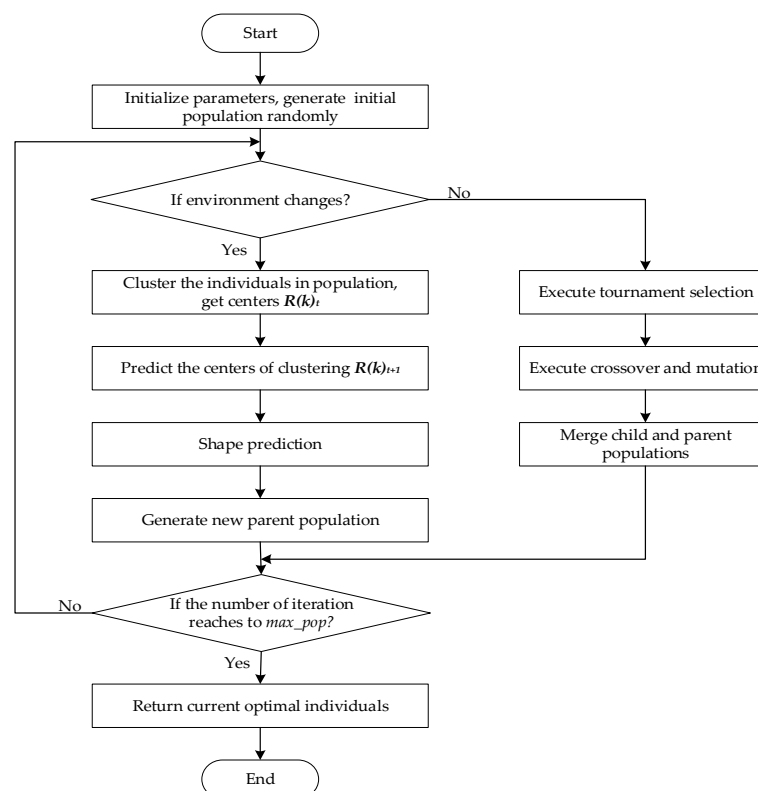 Start
Initialize parameters, generate initial
population randomly
If environment changes?
No
Yes
Cluster the individuals in population,
get centers R(k)t
Execute tournament selection
Predict the centers of clustering R(k)t+1
Execute crossover and mutation
Shape prediction
Merge child and parent
populations
Generate new parent population
If the number of iteration
reaches to max_pop?
No
Yes
Return current optimal individuals
End